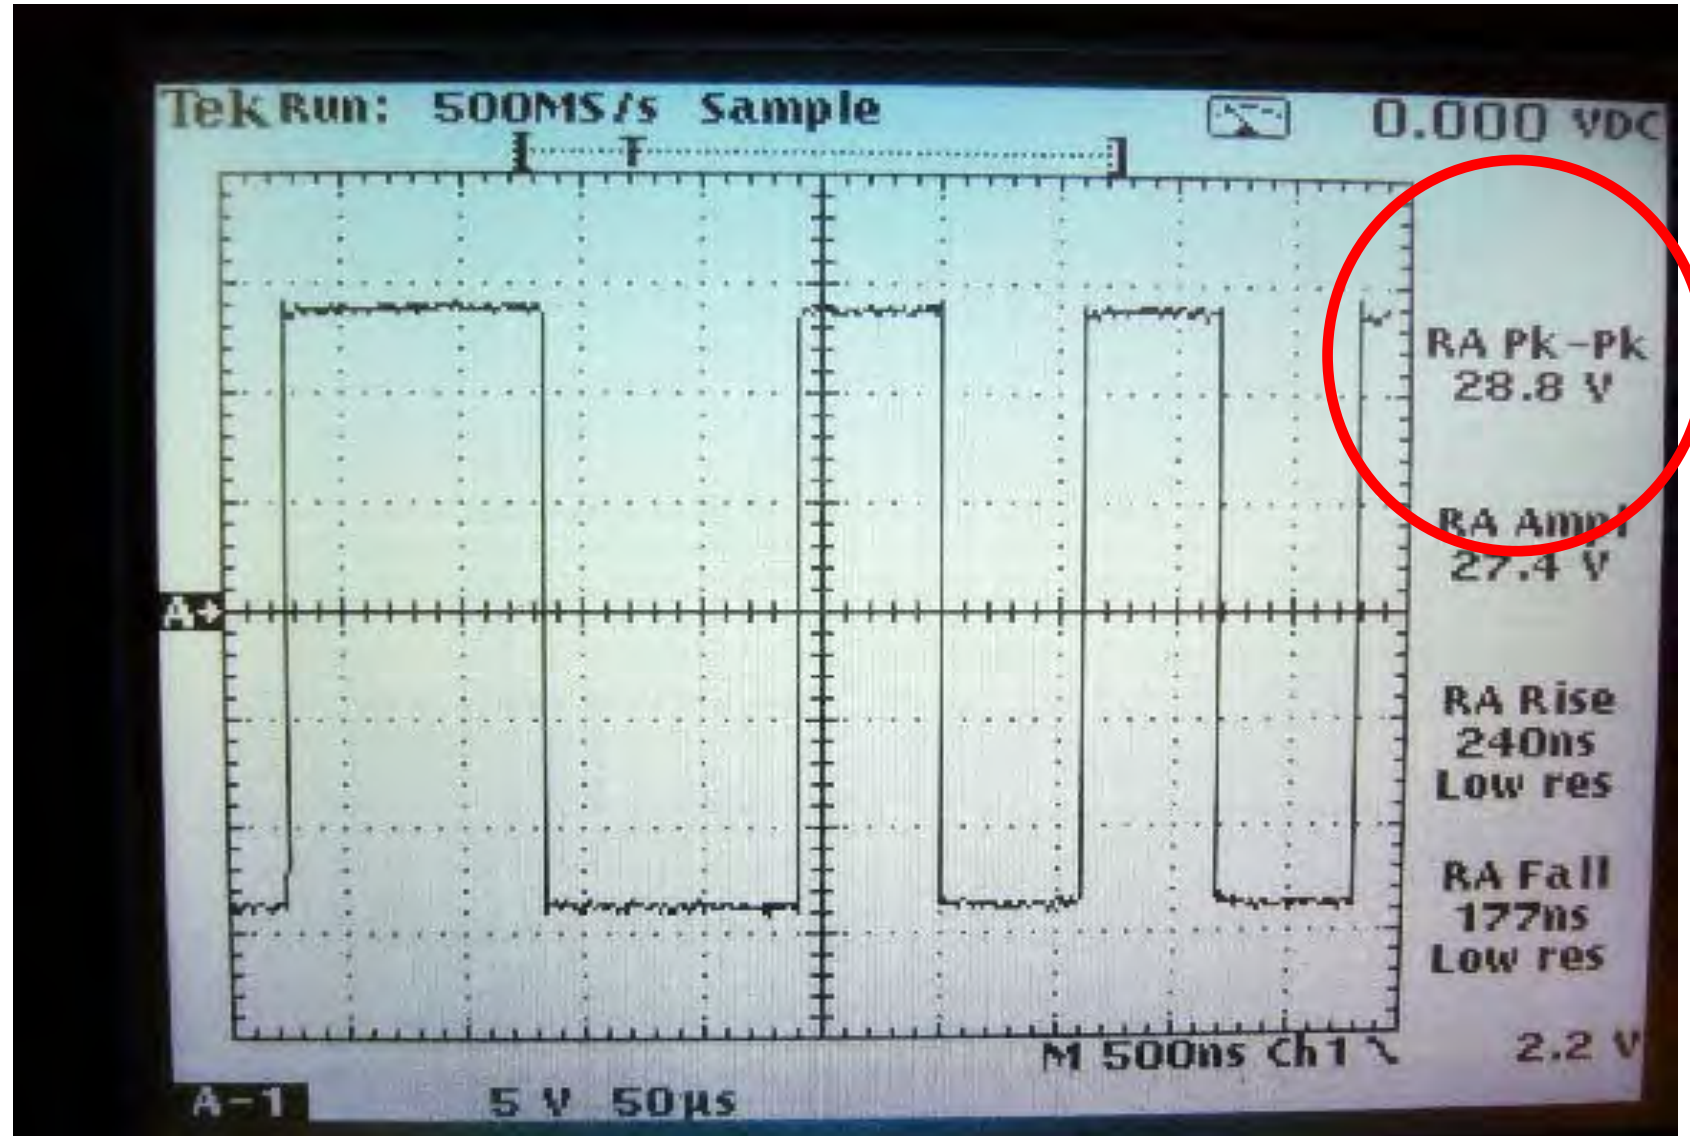 Tek Run: 500MS/s Sample 0.000 VDC
T
RA Pk-Pk
28.8 V
RA Ampl
27.4 V
A
RA Rise
240ns
Low res
RA Fall
177ns
Low res
M 500ns Ch1 2.2 V
A-1 5 V 50µs